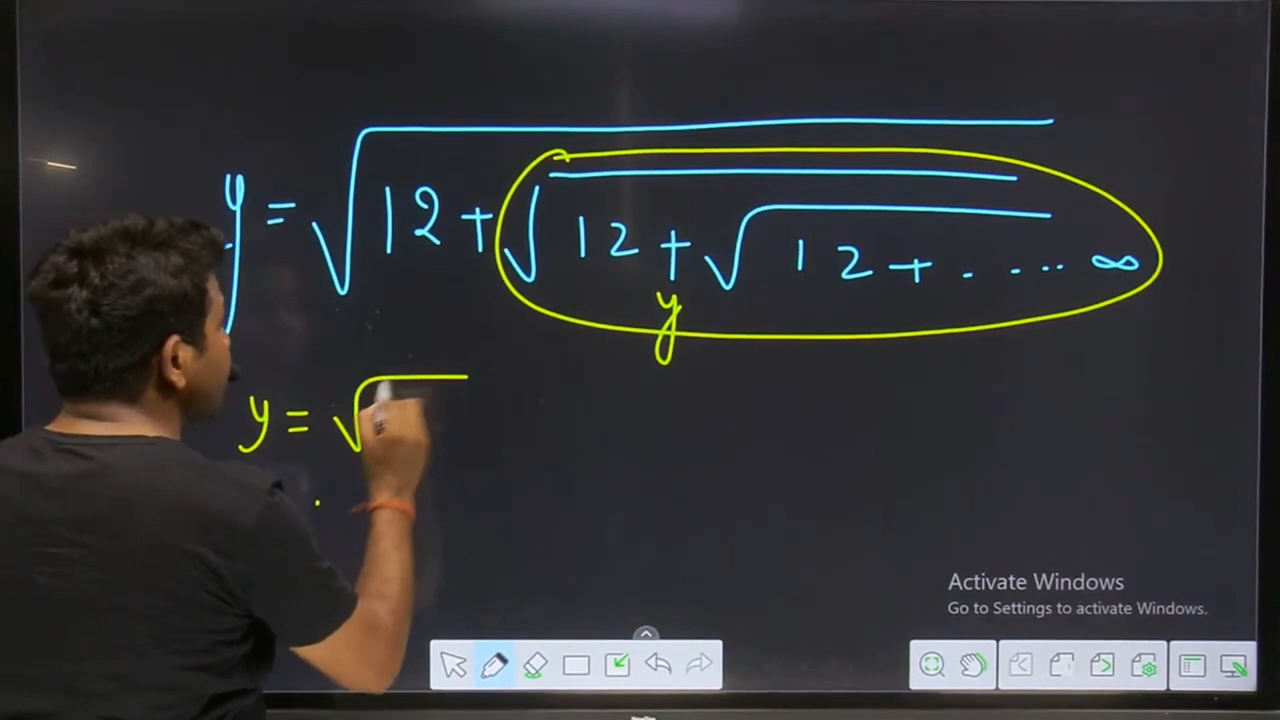 y = √12 + √12 + √12 + . .... ∞
y
y = √
Activate Windows
Go to Settings to activate Windows.